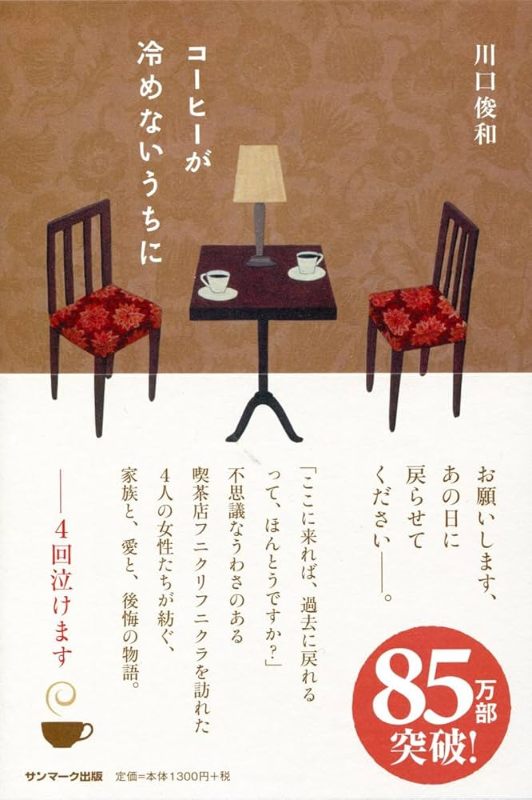 川口俊和
コーヒーが
冷めないうちに
お願いします、
あの日に
戻らせて
ください――。
「ここに来れば、過去に戻れる
って、ほんとうですか?」
不思議なうわさのある
喫茶店フニクリフニクラを訪れた
4人の女性たちが紡ぐ、
家族と、愛と、後悔の物語。
――4回泣けます
85万部
突破!
サンマーク出版 定価=本体1300円+税